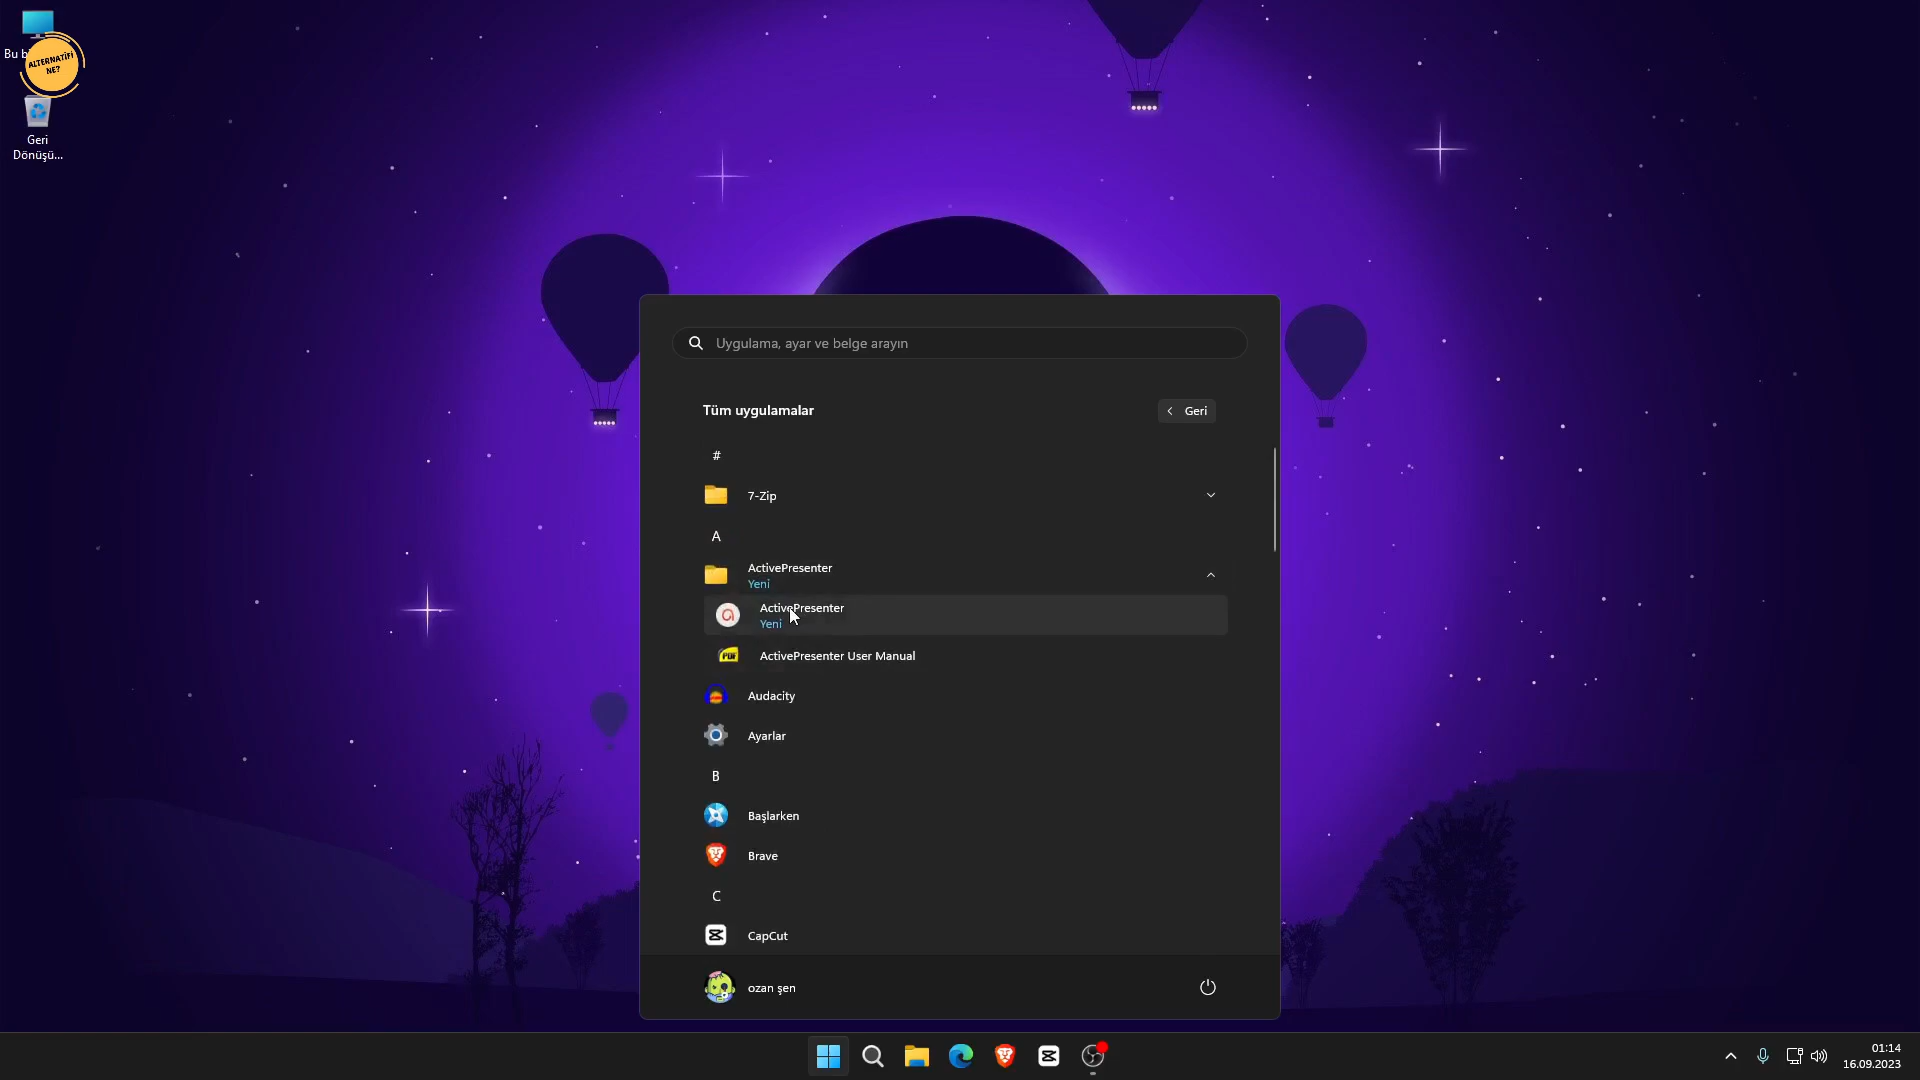 Bu b
ALTERNATİFİ
NE?
Geri
Dönüşü...
Uygulama, ayar ve belge arayın
Tüm uygulamalar
Geri
#
7-Zip
A
ActivePresenter
Yeni
ActivePresenter
Yeni
PDF
ActivePresenter User Manual
Audacity
Ayarlar
B
Başlarken
Brave
C
CapCut
ozan şen
01:14
16.09.2023